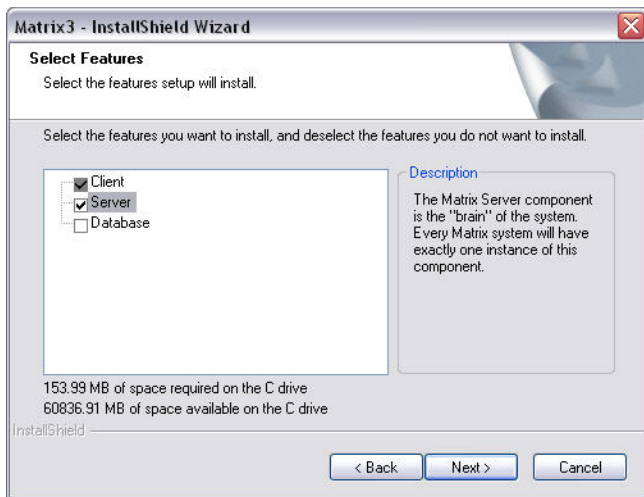 Matrix3 - InstallShield Wizard
Select Features
Select the features setup will install.
Select the features you want to install, and deselect the features you do not want to install.
Client
Server
Database
Description
The Matrix Server component
is the "brain" of the system.
Every Matrix system will have
exactly one instance of this
component.
153.99 MB of space required on the C drive
60836.91 MB of space available on the C drive
InstallShield
< Back
Next >
Cancel